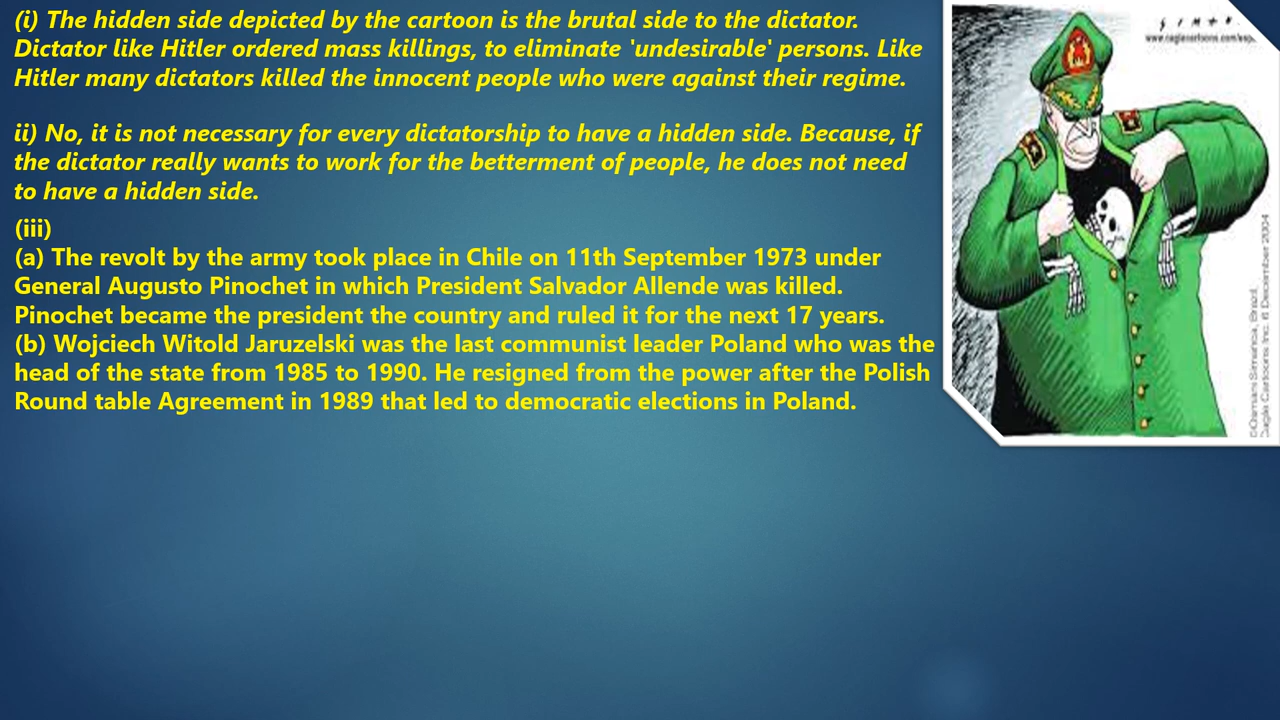 (i) The hidden side depicted by the cartoon is the brutal side to the dictator.
Dictator like Hitler ordered mass killings, to eliminate 'undesirable' persons. Like
Hitler many dictators killed the innocent people who were against their regime.
ii) No, it is not necessary for every dictatorship to have a hidden side. Because, if
the dictator really wants to work for the betterment of people, he does not need
to have a hidden side.
(iii)
(a) The revolt by the army took place in Chile on 11th September 1973 under
General Augusto Pinochet in which President Salvador Allende was killed.
Pinochet became the president the country and ruled it for the next 17 years.
(b) Wojciech Witold Jaruzelski was the last communist leader Poland who was the
head of the state from 1985 to 1990. He resigned from the power after the Polish
Round table Agreement in 1989 that led to democratic elections in Poland.
www.caglecartoons.com/esp
Brazil,
Cagle Cartoons Inc. 6 December 2004